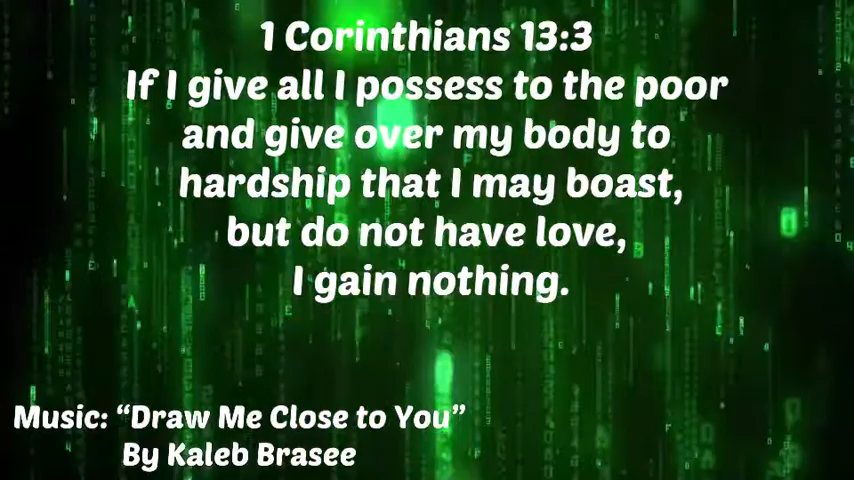 1 Corinthians 13:3
If I give all I possess to the poor
and give over my body to
hardship that I may boast,
but do not have love,
I gain nothing.
Music: “Draw Me Close to You”
By Kaleb Brasee